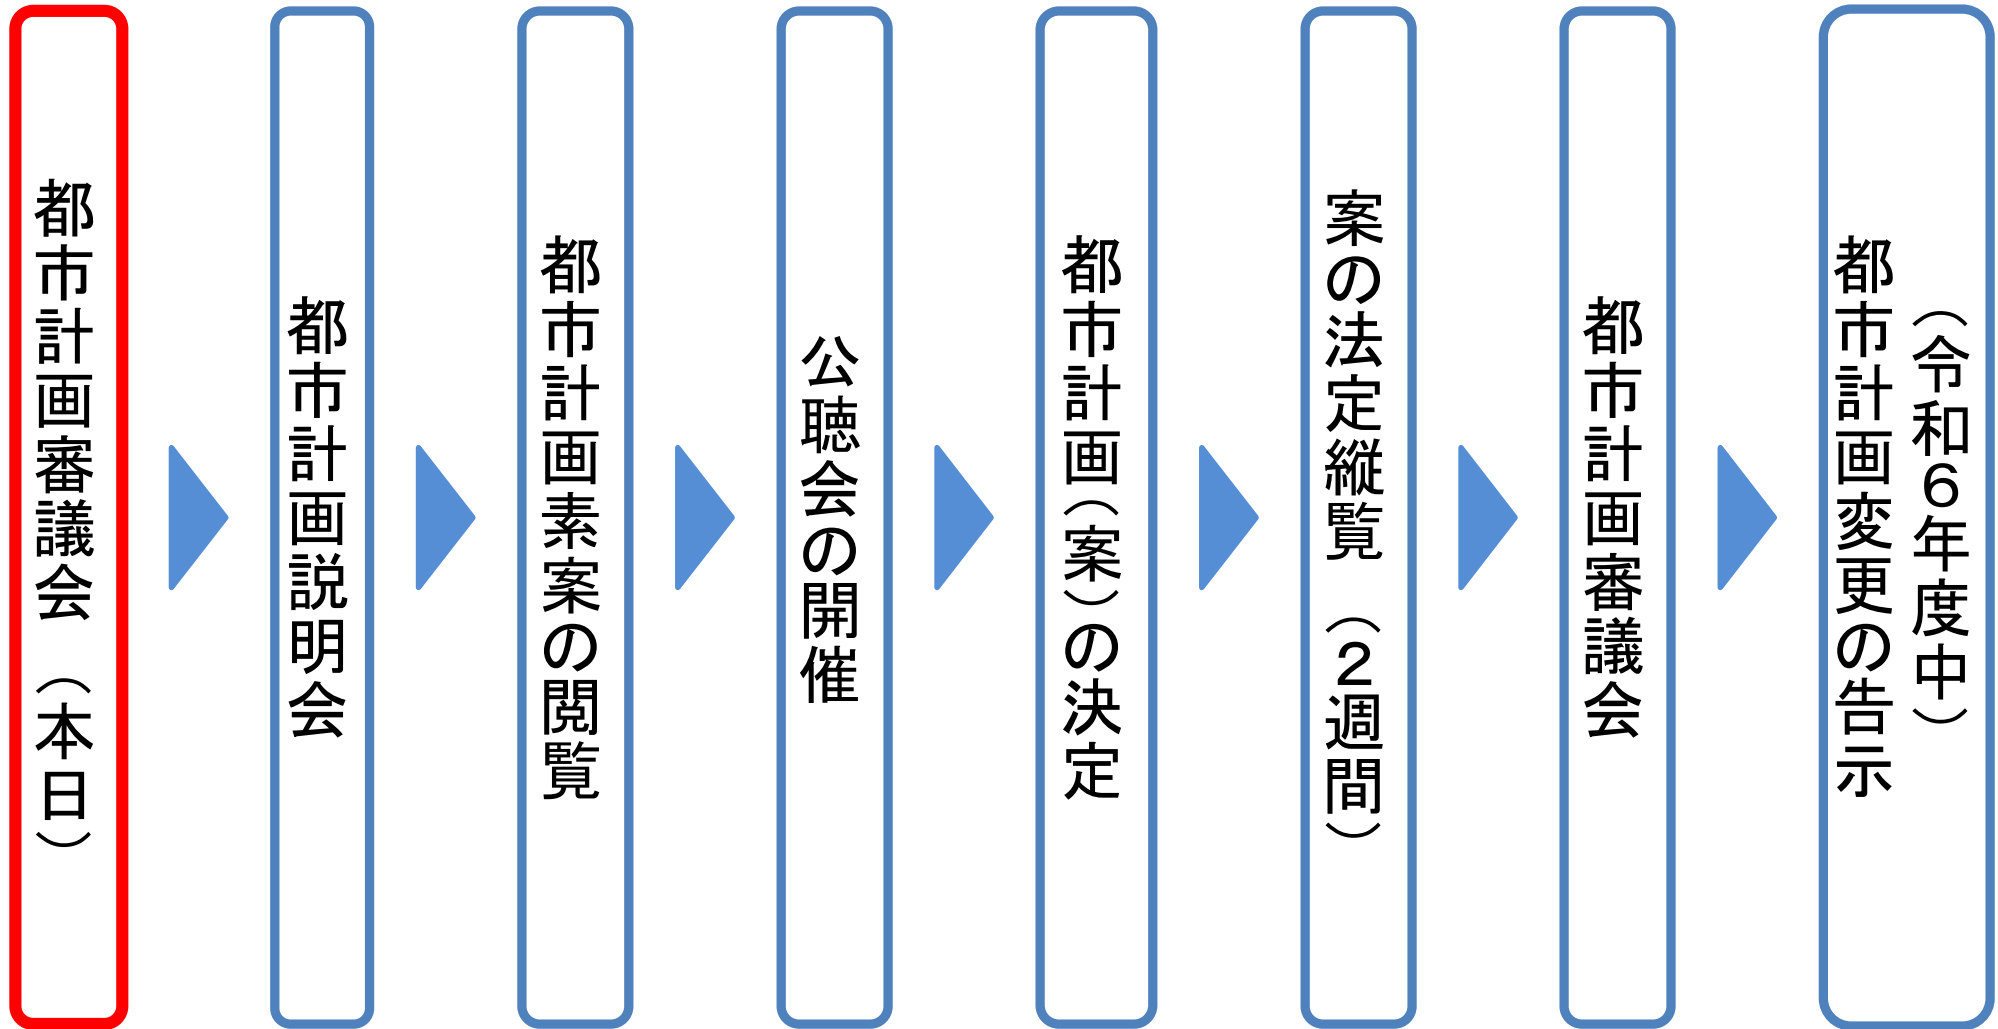 都市計画審議会　（本日）
都市計画説明会
都市計画素案の閲覧
公聴会の開催
都市計画（案）の決定
案の法定縦覧　（２週間）
都市計画審議会
都市計画変更の告示
（令和６年度中）